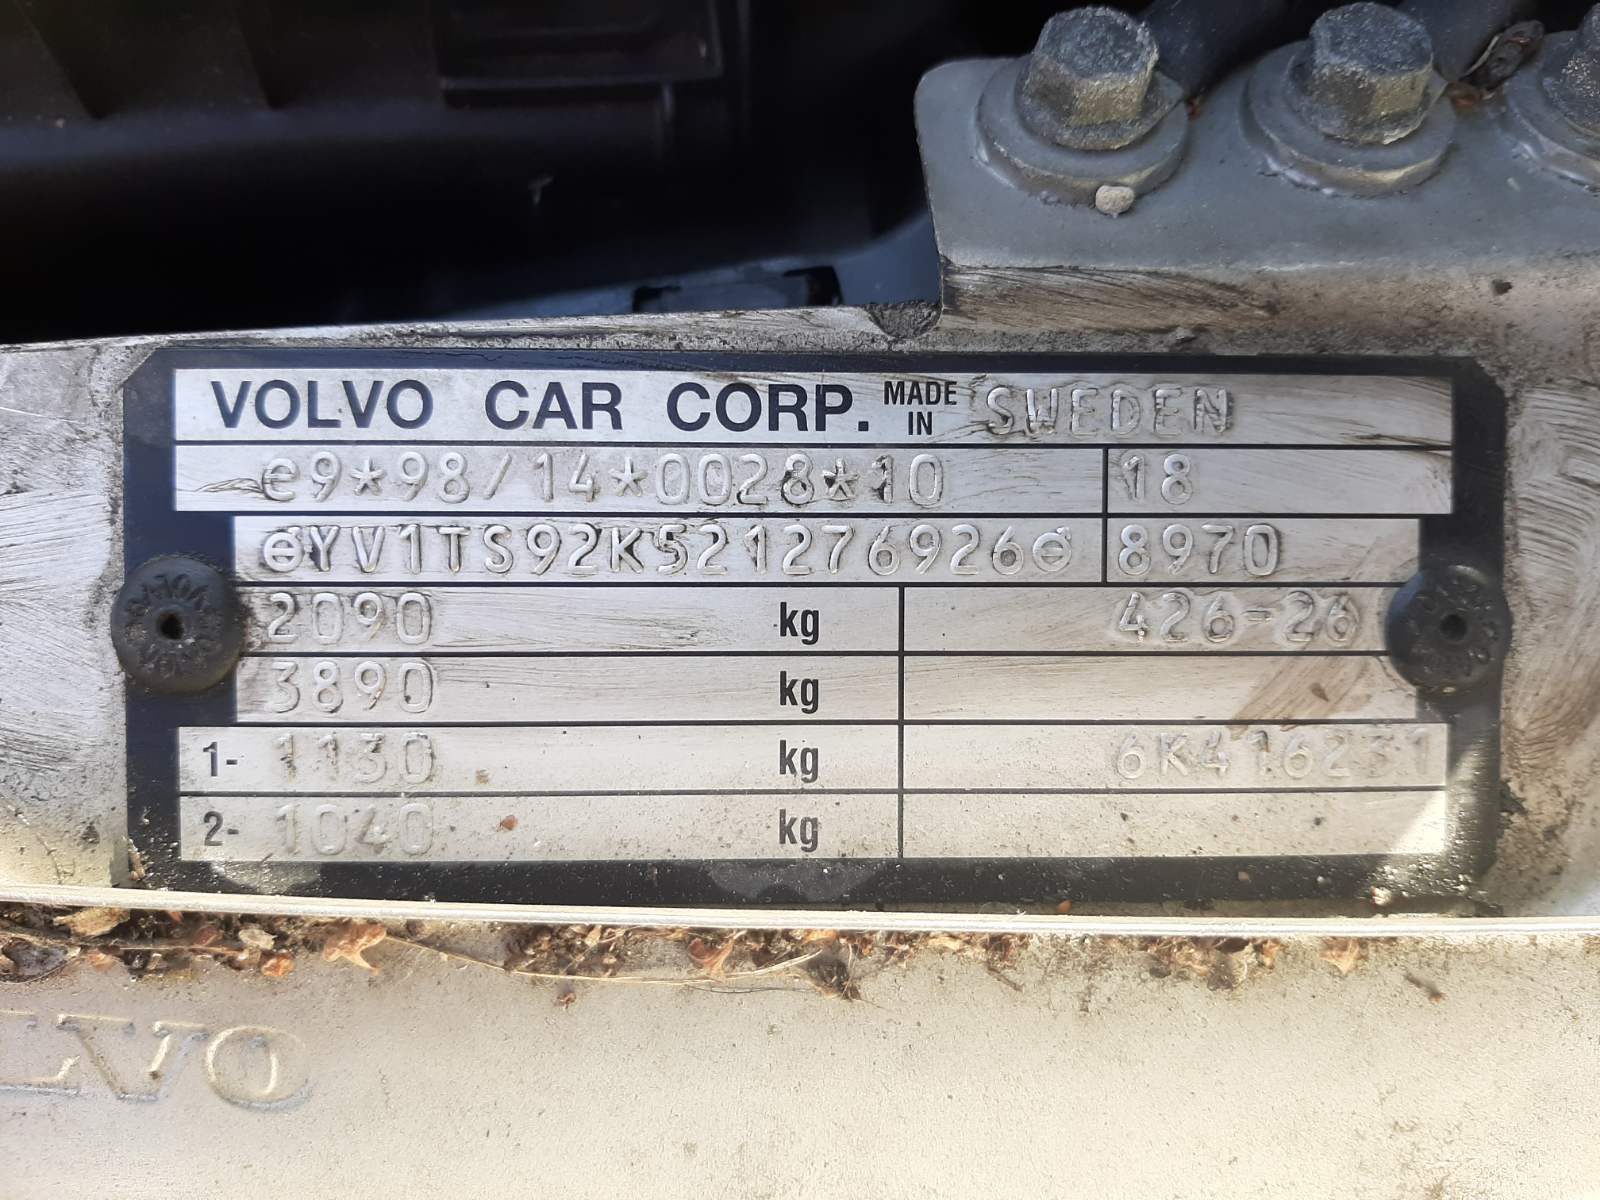 VOLVO CAR CORP. MADE IN SWEDEN
e9*98/14*0028*10 18
YV1TS92K521276926 8970
2090 kg 426-26
3890 kg
1- 1130 kg 6K416231
2- 1040 kg
LVO